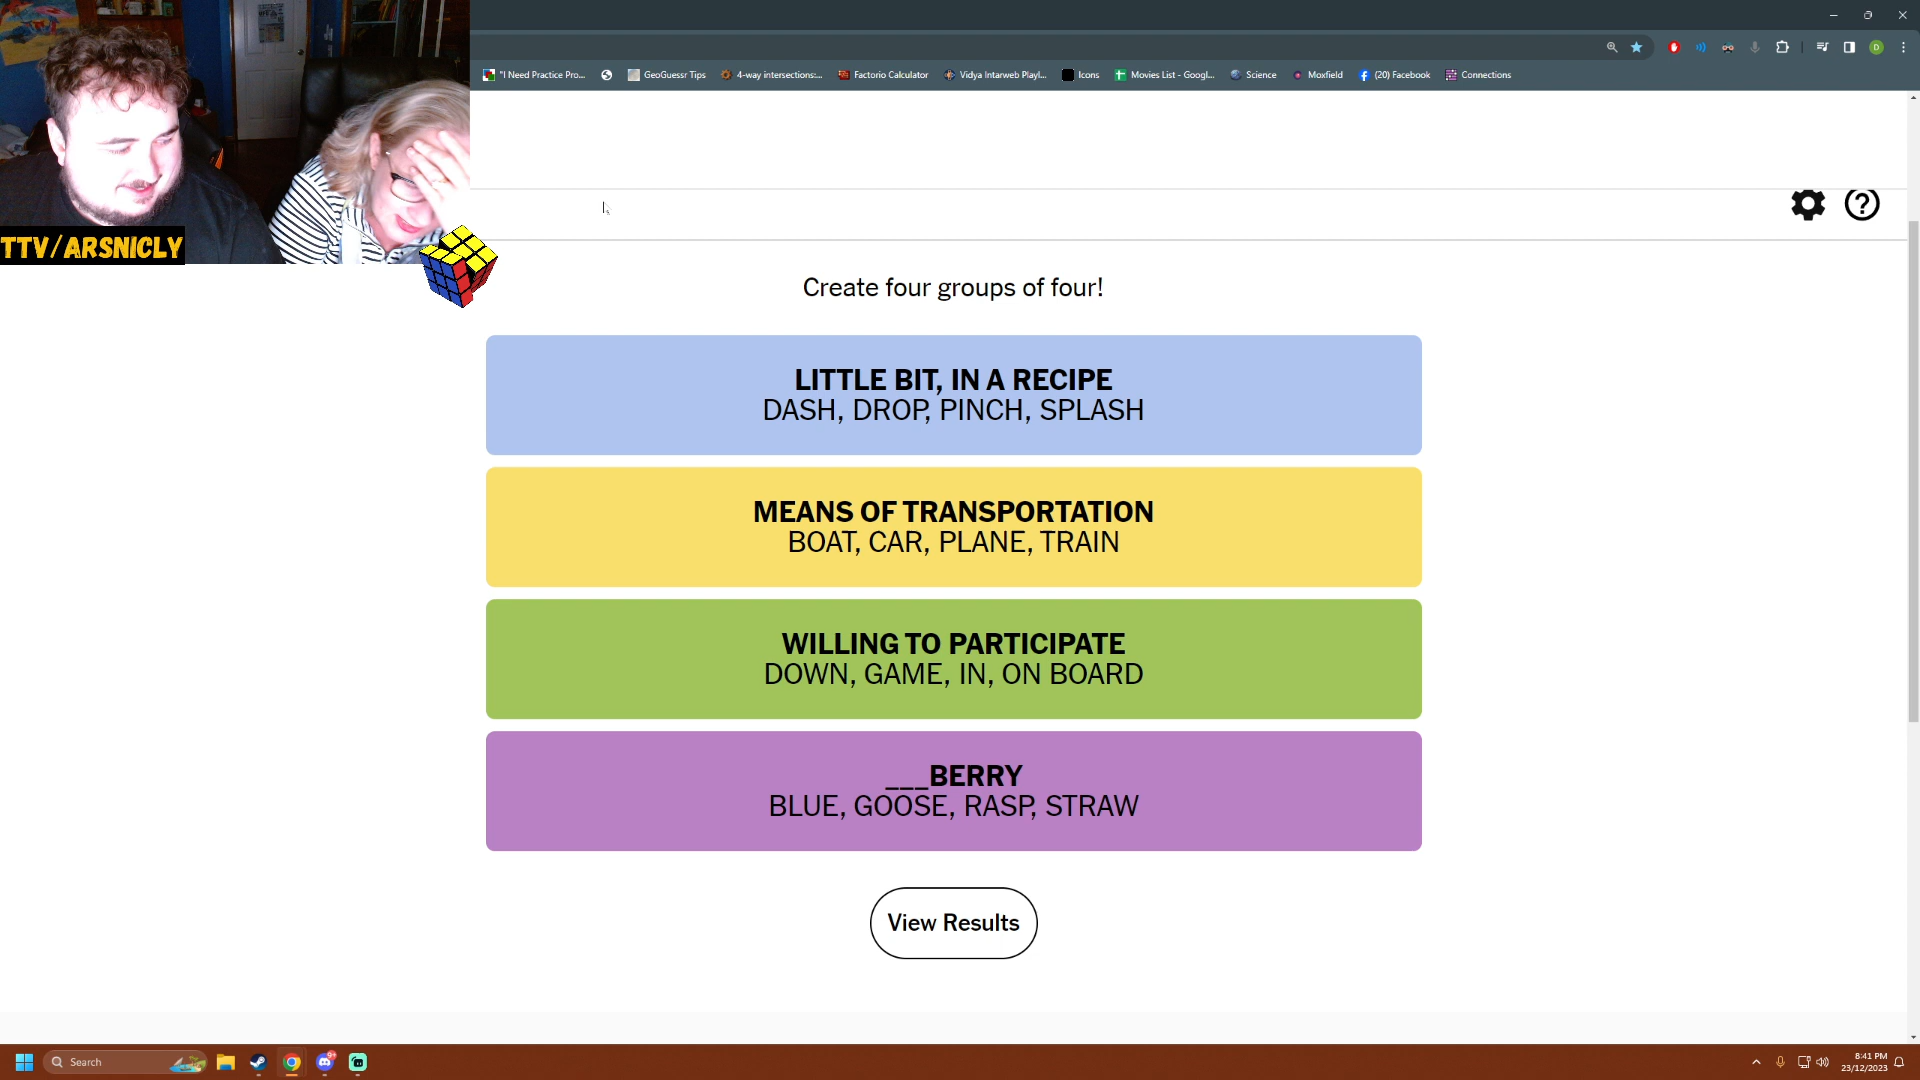 "I Need Practice Pro...
GeoGuessr Tips
4-way intersections:...
Factorio Calculator
Vidya Intarweb Playl...
Icons
Movies List - Googl...
Science
Moxfield
(20) Facebook
Connections
TTV/ARSNICLY
Create four groups of four!
LITTLE BIT, IN A RECIPE
DASH, DROP, PINCH, SPLASH
MEANS OF TRANSPORTATION
BOAT, CAR, PLANE, TRAIN
WILLING TO PARTICIPATE
DOWN, GAME, IN, ON BOARD
___BERRY
BLUE, GOOSE, RASP, STRAW
View Results
Search
8:41 PM
23/12/2023